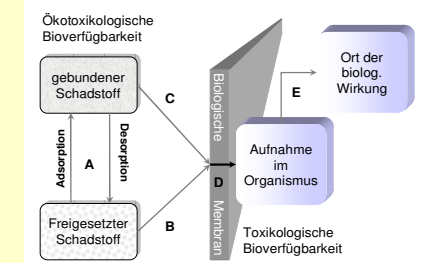 Ökotoxikologische
Bioverfügbarkeit
gebundener
Schadstoff
C
Adsorption
A
Desorption
B
Freigesetzter
Schadstoff
Biologische
D
Membran
Aufnahme
im
Organismus
E
Ort der
biolog.
Wirkung
Toxikologische
Bioverfügbarkeit